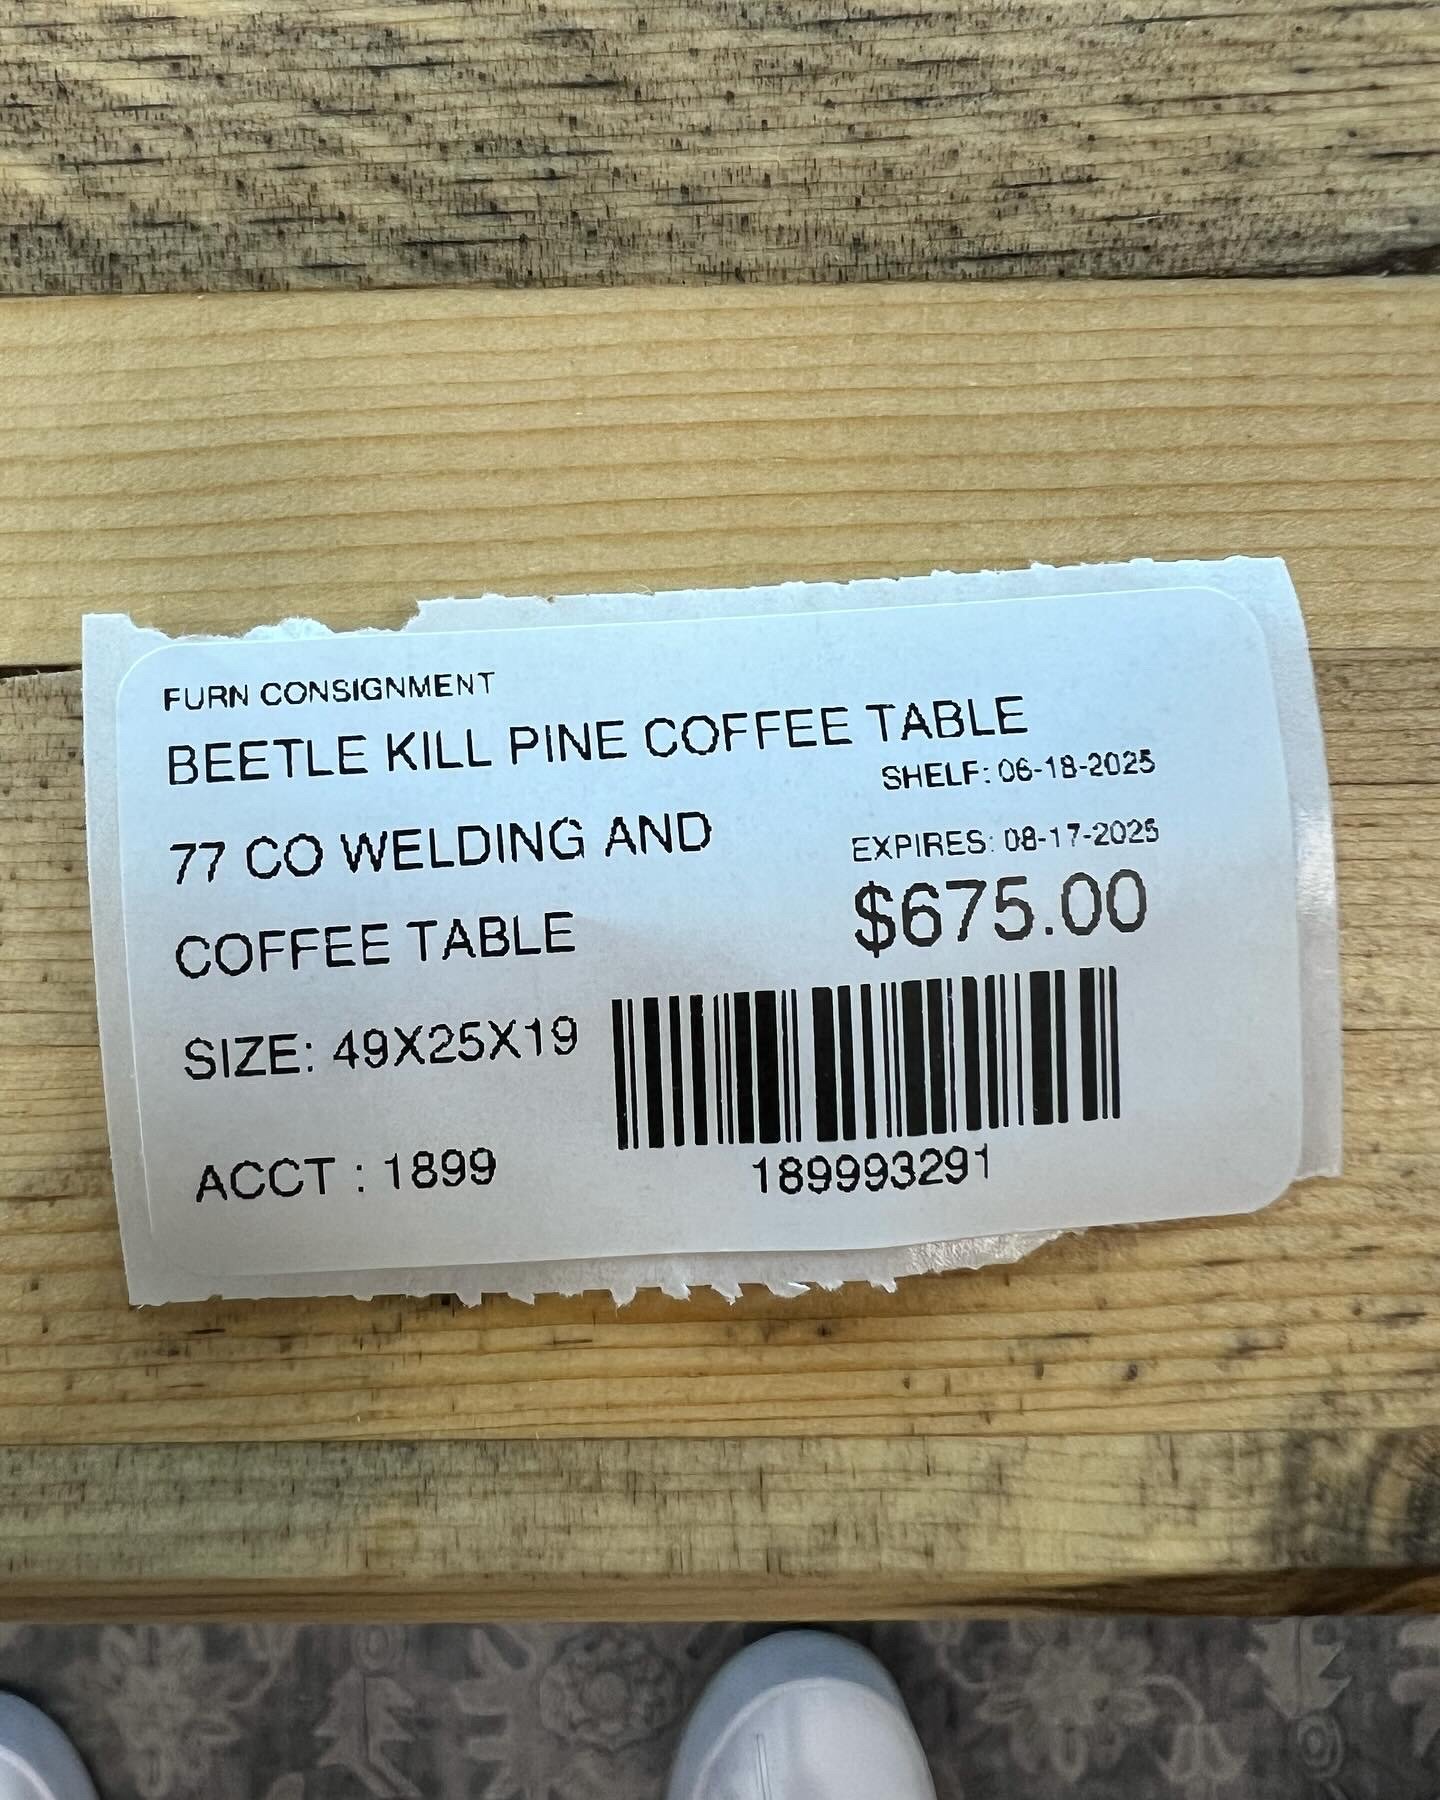 FURN CONSIGNMENT
BEETLE KILL PINE COFFEE TABLE
SHELF: 06-18-2025
77 CO WELDING AND
EXPIRES: 08-17-2025
$675.00
COFFEE TABLE
SIZE: 49X25X19
ACCT : 1899
189993291